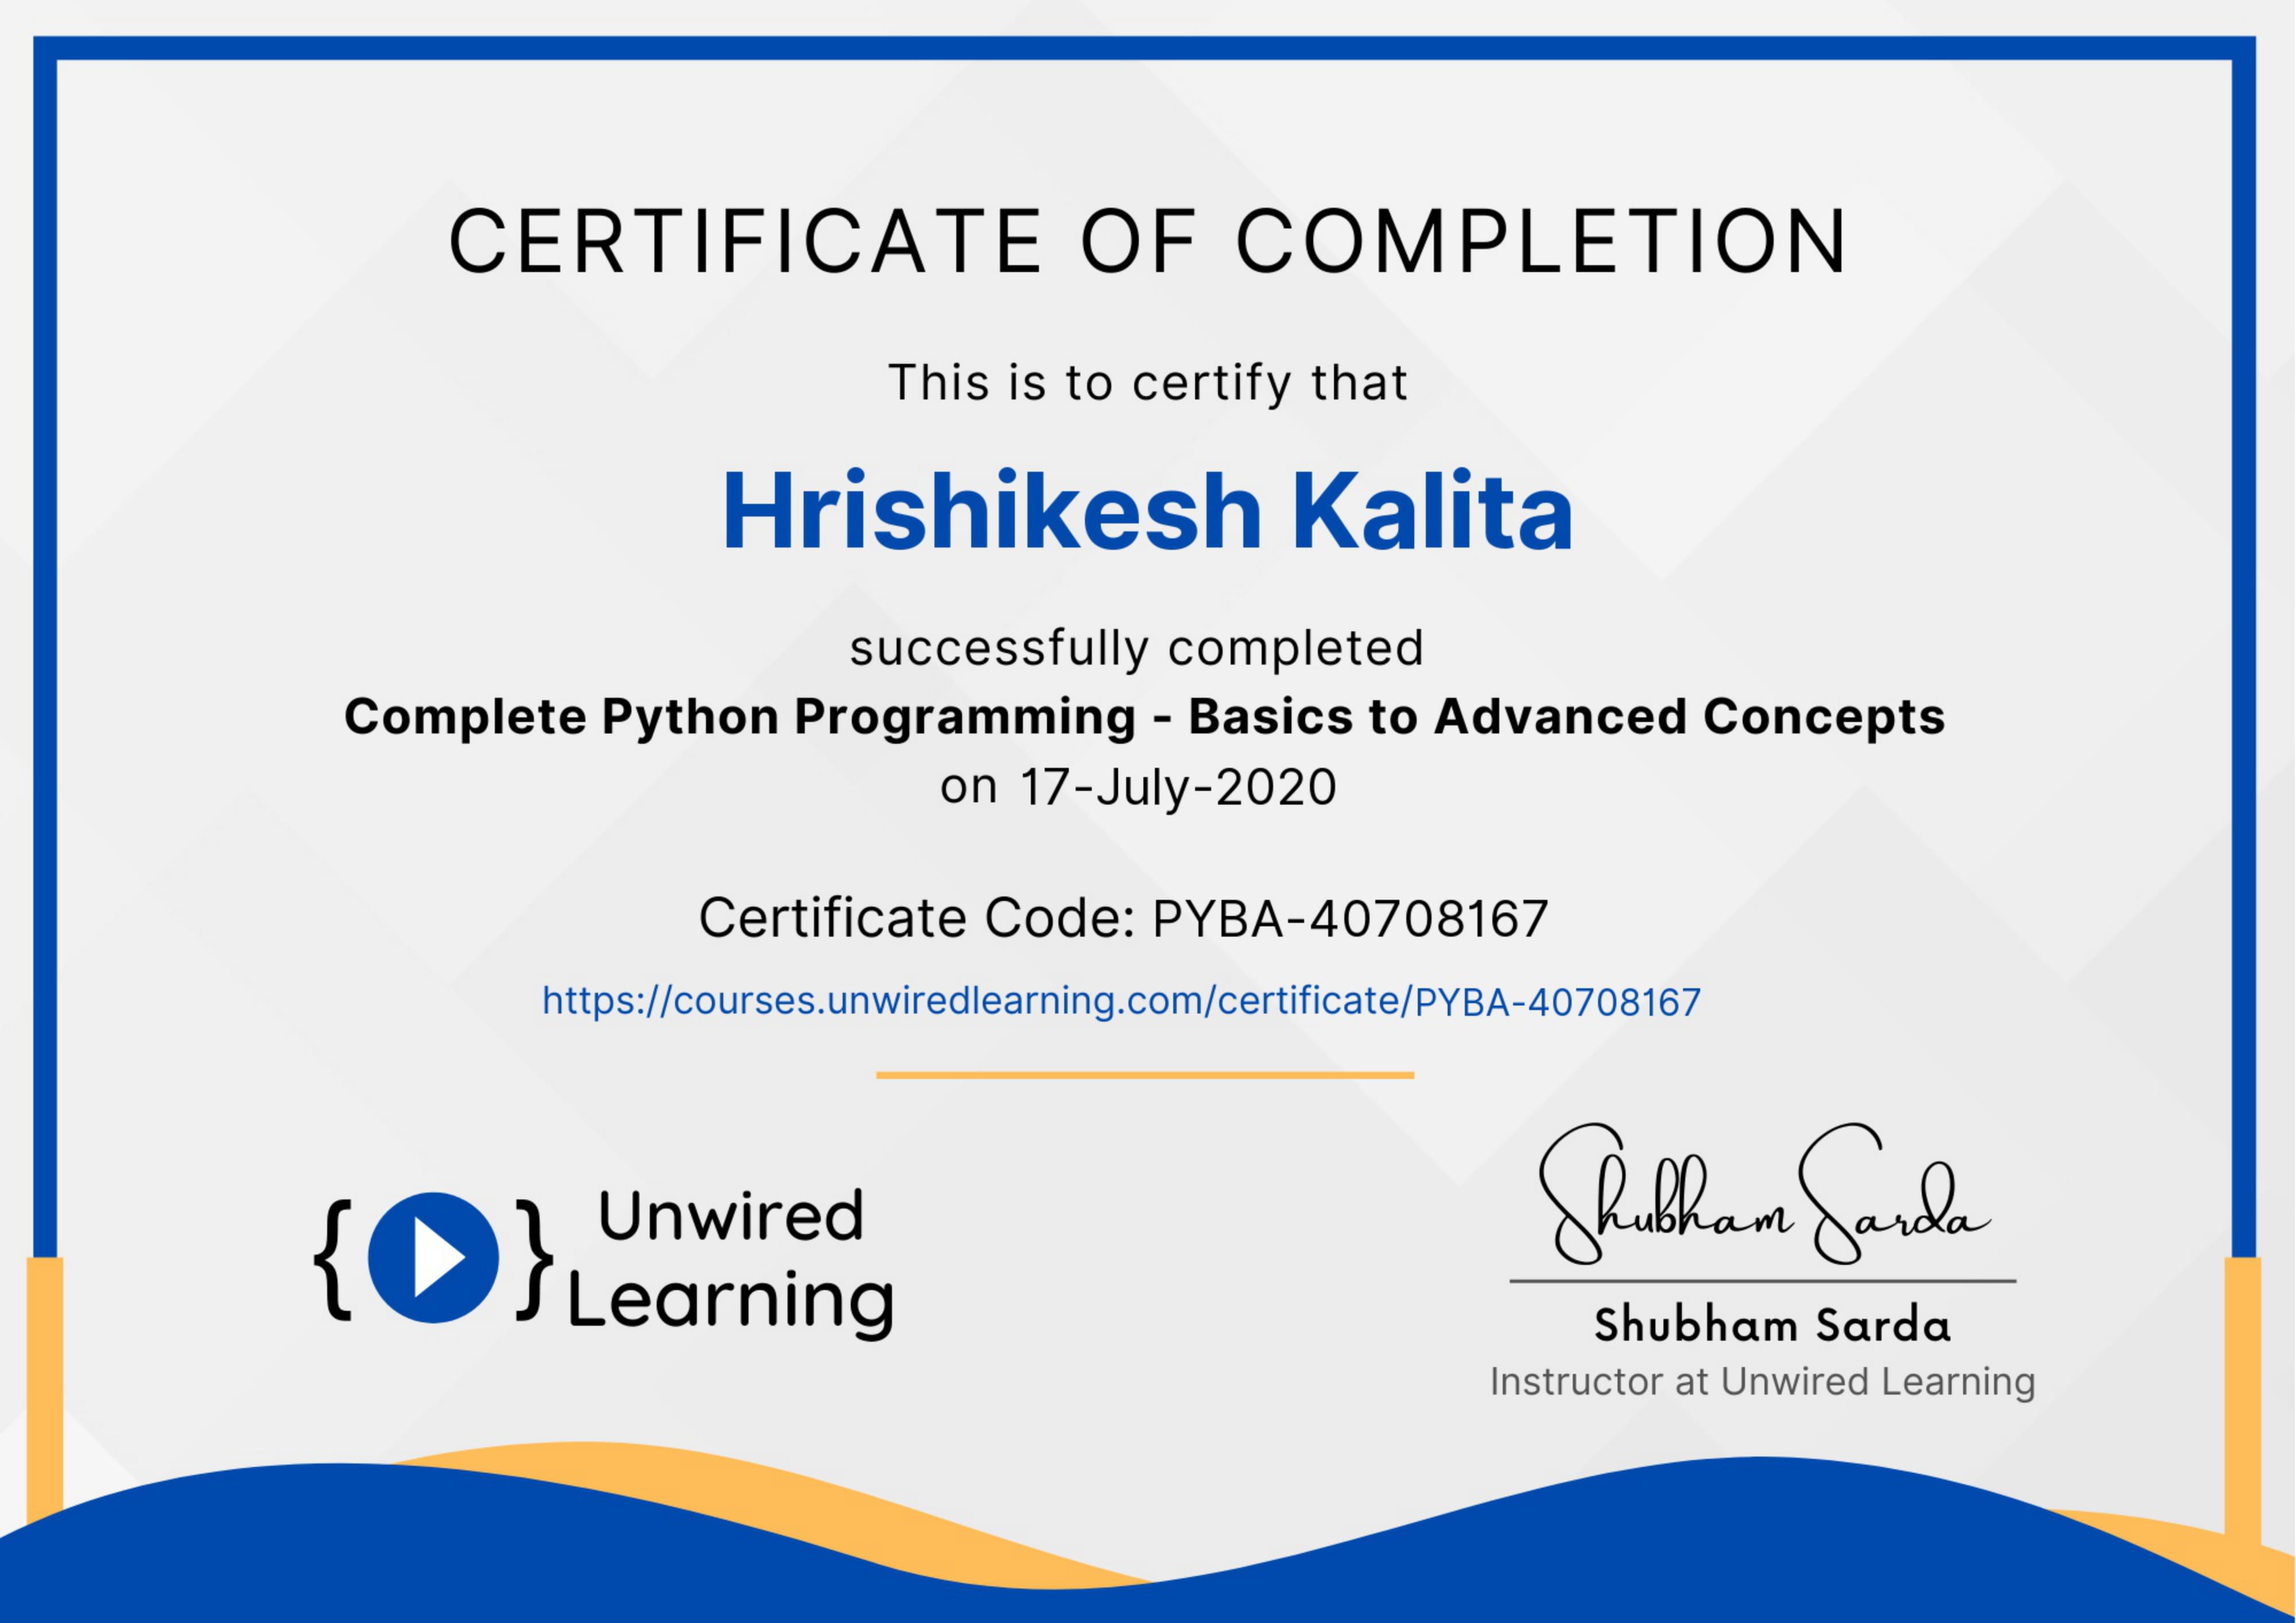 CERTIFICATE OF COMPLETION
This is to certify that
Hrishikesh Kalita
successfully completed
Complete Python Programming - Basics to Advanced Concepts
on 17-July-2020
Certificate Code: PYBA-40708167
https://courses.unwiredlearning.com/certificate/PYBA-40708167
{ } Unwired
Learning
Shubham Sarda
Shubham Sarda
Instructor at Unwired Learning